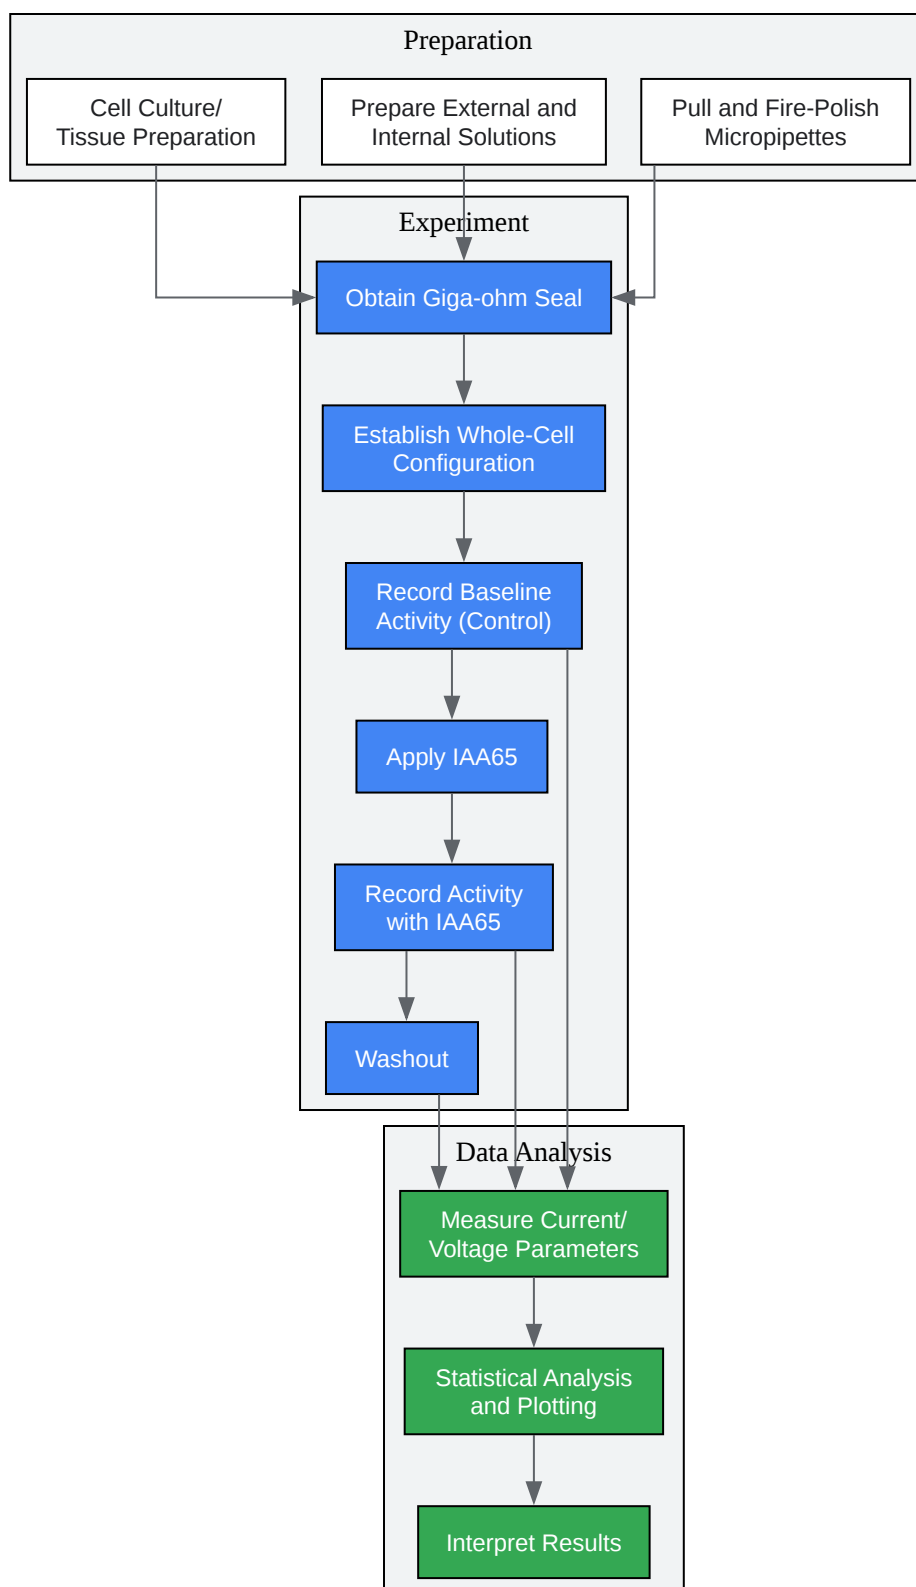 Preparation
Cell Culture/
Tissue Preparation
Prepare External and
Internal Solutions
Pull and Fire-Polish
Micropipettes
Experiment
Obtain Giga-ohm Seal
Establish Whole-Cell
Configuration
Record Baseline
Activity (Control)
Apply IAA65
Record Activity
with IAA65
Washout
Data Analysis
Measure Current/
Voltage Parameters
Statistical Analysis
and Plotting
Interpret Results